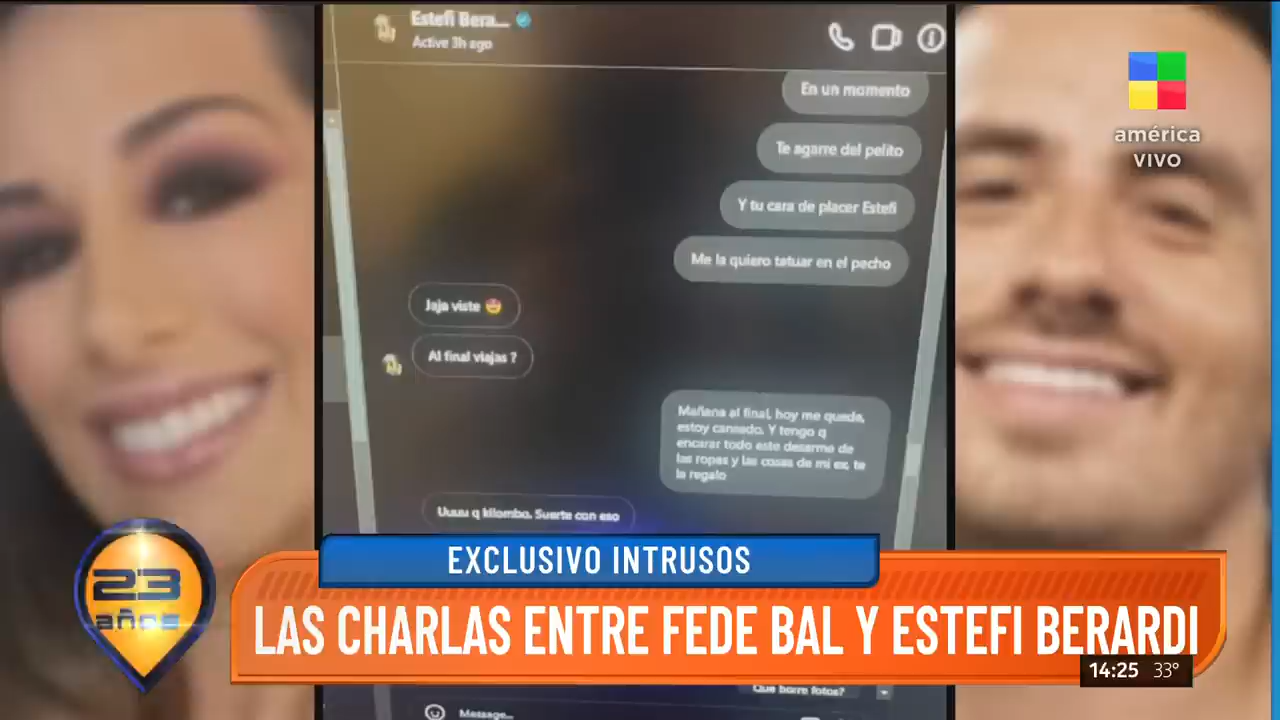 Estefi Bera...
Active 3h ago
En un momento
Te agarre del pelito
Y tu cara de placer Estefi
Me la quiero tatuar en el pecho
Jaja viste 😍
Al final viajas ?
Mañana al final, hoy me quedo,
estoy cansado. Y tengo q
encarar todo este desarmo de
las ropas y las cosas de mi ex, te
la regalo
Uuuu q kilombo. Suerte con eso
américa
VIVO
23
años
EXCLUSIVO INTRUSOS
LAS CHARLAS ENTRE FEDE BAL Y ESTEFI BERARDI
14:25 33°
Que borre fotos?
Message...